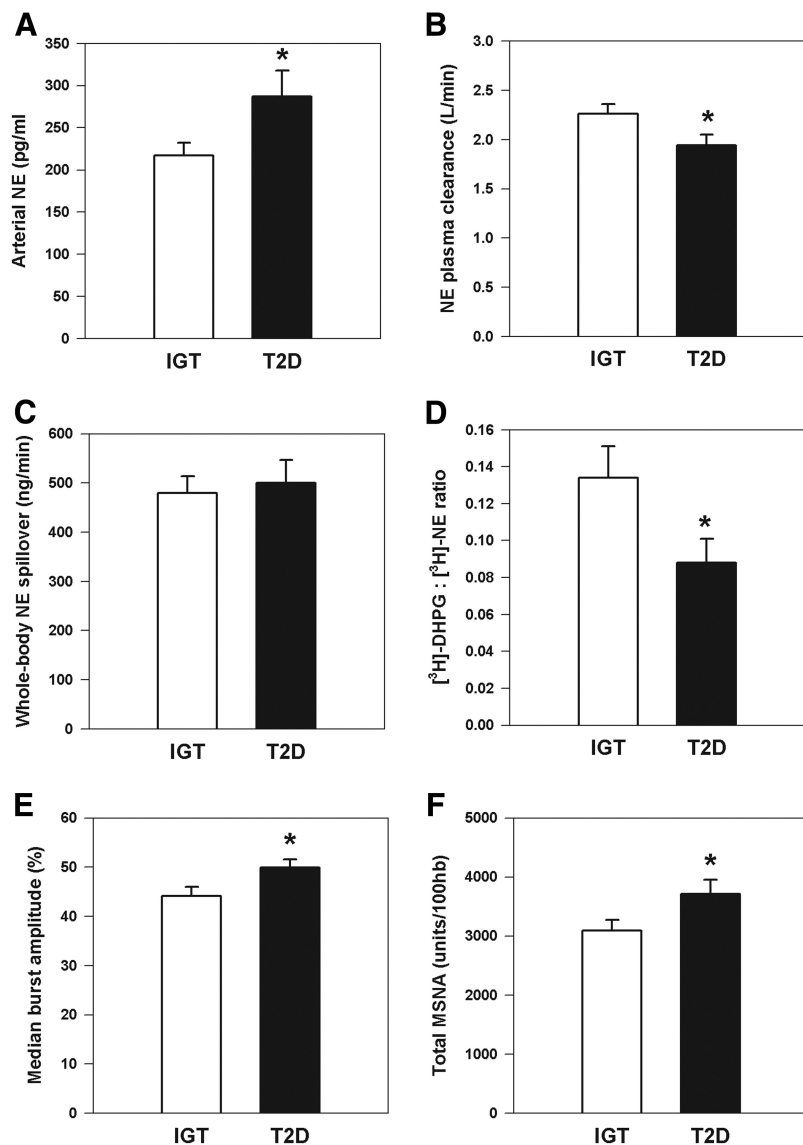 A
Arterial NE (pg/ml
350
300
250
200
150
100
50
0
*
IGT T2D
B
NE plasma clearance (L/min)
3.0
2.5
2.0
1.5
1.0
0.5
0.0
*
IGT T2D
C
Whole-body NE spillover (ng/min)
600
500
400
300
200
100
0
IGT T2D
D
[³H]-DHPG : [³H]-NE ratio
0.16
0.14
0.12
0.10
0.08
0.06
0.04
0.02
0.00
*
IGT T2D
E
Median burst amplitude (%)
60
50
40
30
20
10
0
*
IGT T2D
F
Total MSNA (units/100hb)
5000
4000
3000
2000
1000
0
*
IGT T2D